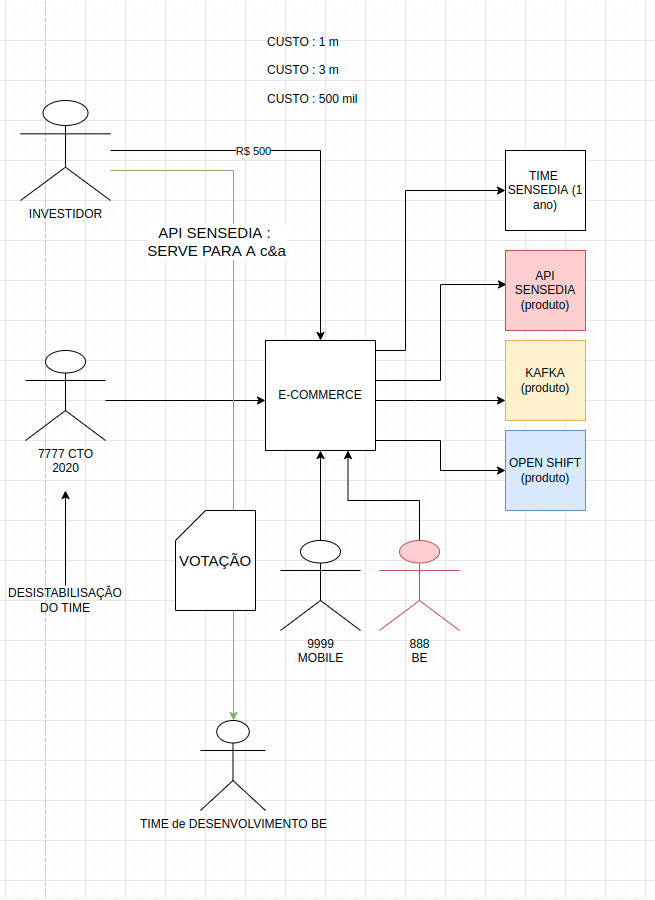 CUSTO : 1 m
CUSTO : 3 m
CUSTO : 500 mil
R$ 500
INVESTIDOR
API SENSEDIA :
SERVE PARA A c&a
TIME
SENSEDIA (1
ano)
API
SENSEDIA
(produto)
E-COMMERCE
KAFKA
(produto)
7777 CTO
2020
OPEN SHIFT
(produto)
VOTAÇÃO
DESISTABILISAÇÂO
DO TIME
9999
MOBILE
888
BE
TIME de DESENVOLVIMENTO BE